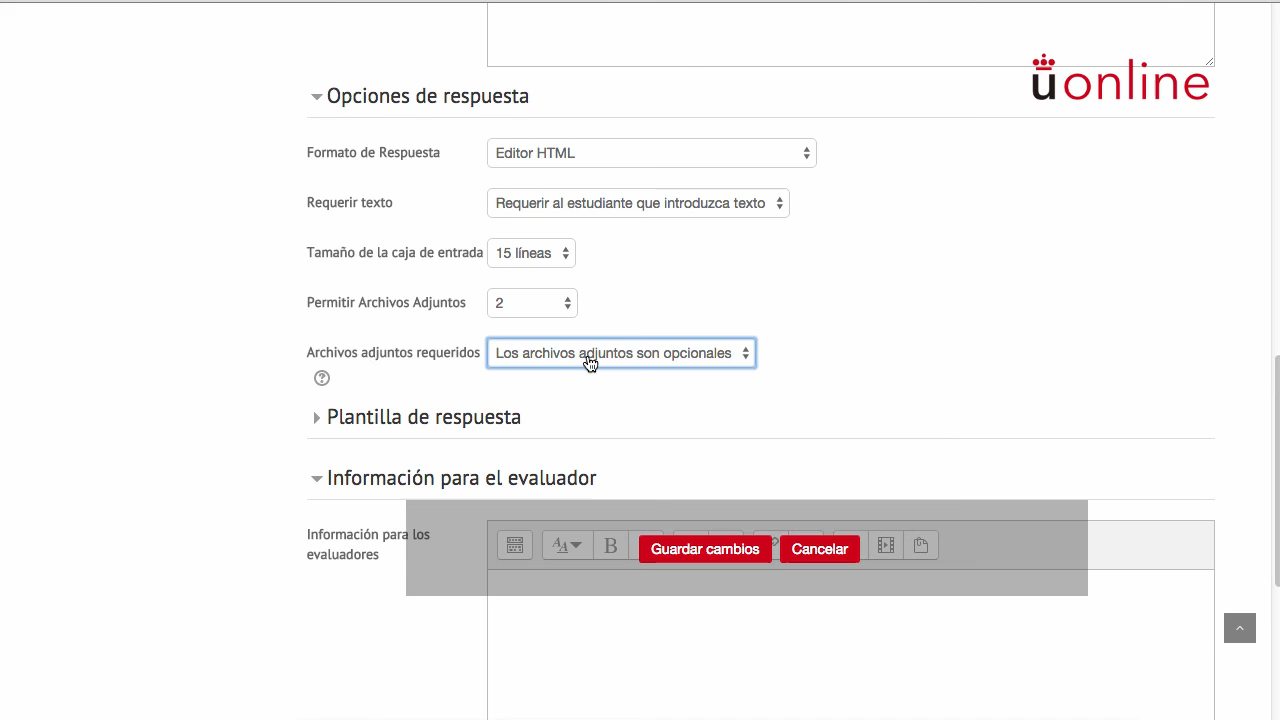 üonline
Opciones de respuesta
Formato de Respuesta
Editor HTML
Requerir texto
Requerir al estudiante que introduzca texto
Tamaño de la caja de entrada
15 líneas
Permitir Archivos Adjuntos
2
Archivos adjuntos requeridos
Los archivos adjuntos son opcionales
?
Plantilla de respuesta
Información para el evaluador
Información para los
evaluadores
AA
B
Guardar cambios
Cancelar